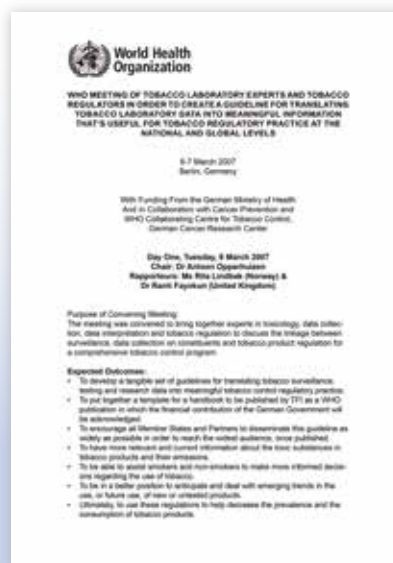 World Health
Organization
WHO MEETING OF TOBACCO LABORATORY EXPERTS AND TOBACCO
REGULATORS IN ORDER TO CREATE A GUIDELINE FOR TRANSLATING
TOBACCO LABORATORY DATA INTO MEANINGFUL INFORMATION
THAT'S USEFUL FOR TOBACCO REGULATORY PRACTICE AT THE
NATIONAL AND GLOBAL LEVELS
6-7 March 2007
Berlin, Germany
With Funding From the German Ministry of Health
And in Collaboration with Cancer Prevention and
WHO Collaborating Centre for Tobacco Control,
German Cancer Research Center
Day One, Tuesday, 6 March 2007
Chair: Dr Antoon Opperhuizen
Rapporteurs: Ms Rita Lindbak (Norway) &
Dr Ranti Fayokun (United Kingdom)
Purpose of Convening Meeting:
The meeting was convened to bring together experts in toxicology, data collec-
tion, data interpretation and tobacco regulation to discuss the linkage between
surveillance, data collection on constituents and tobacco product regulation for
a comprehensive tobacco control program
Expected Outcomes:
• To develop a tangible set of guidelines for translating tobacco surveillance,
testing and research data into meaningful tobacco control regulatory practice.
• To put together a template for a handbook to be published by TFI as a WHO
publication in which the financial contribution of the German Government will
be acknowledged.
• To encourage all Member States and Partners to disseminate this guideline as
widely as possible in order to reach the widest audience, once published.
• To have more relevant and current information about the toxic substances in
tobacco products and their emissions.
• To be able to assist smokers and non-smokers to make more informed decis-
ions regarding the use of tobacco.
• To be in a better position to anticipate and deal with emerging trends in the
use, or future use, of new or untested products.
• Ultimately, to use these regulations to help decrease the prevalence and the
consumption of tobacco products.